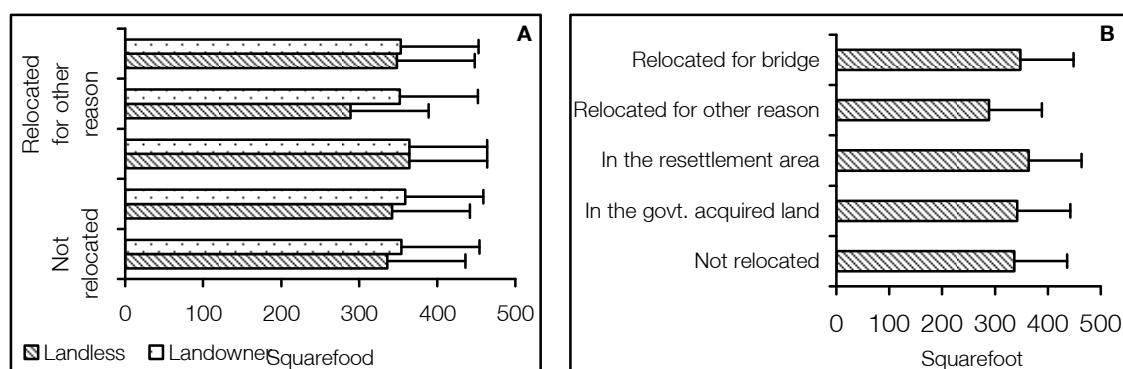 A
Relocated
for other
reason
Not
relocated
0 100 200 300 400 500
Landless Landowner
Squarefood
B
Relocated for bridge
Relocated for other reason
In the resettlement area
In the govt. acquired land
Not relocated
0 100 200 300 400 500
Squarefoot